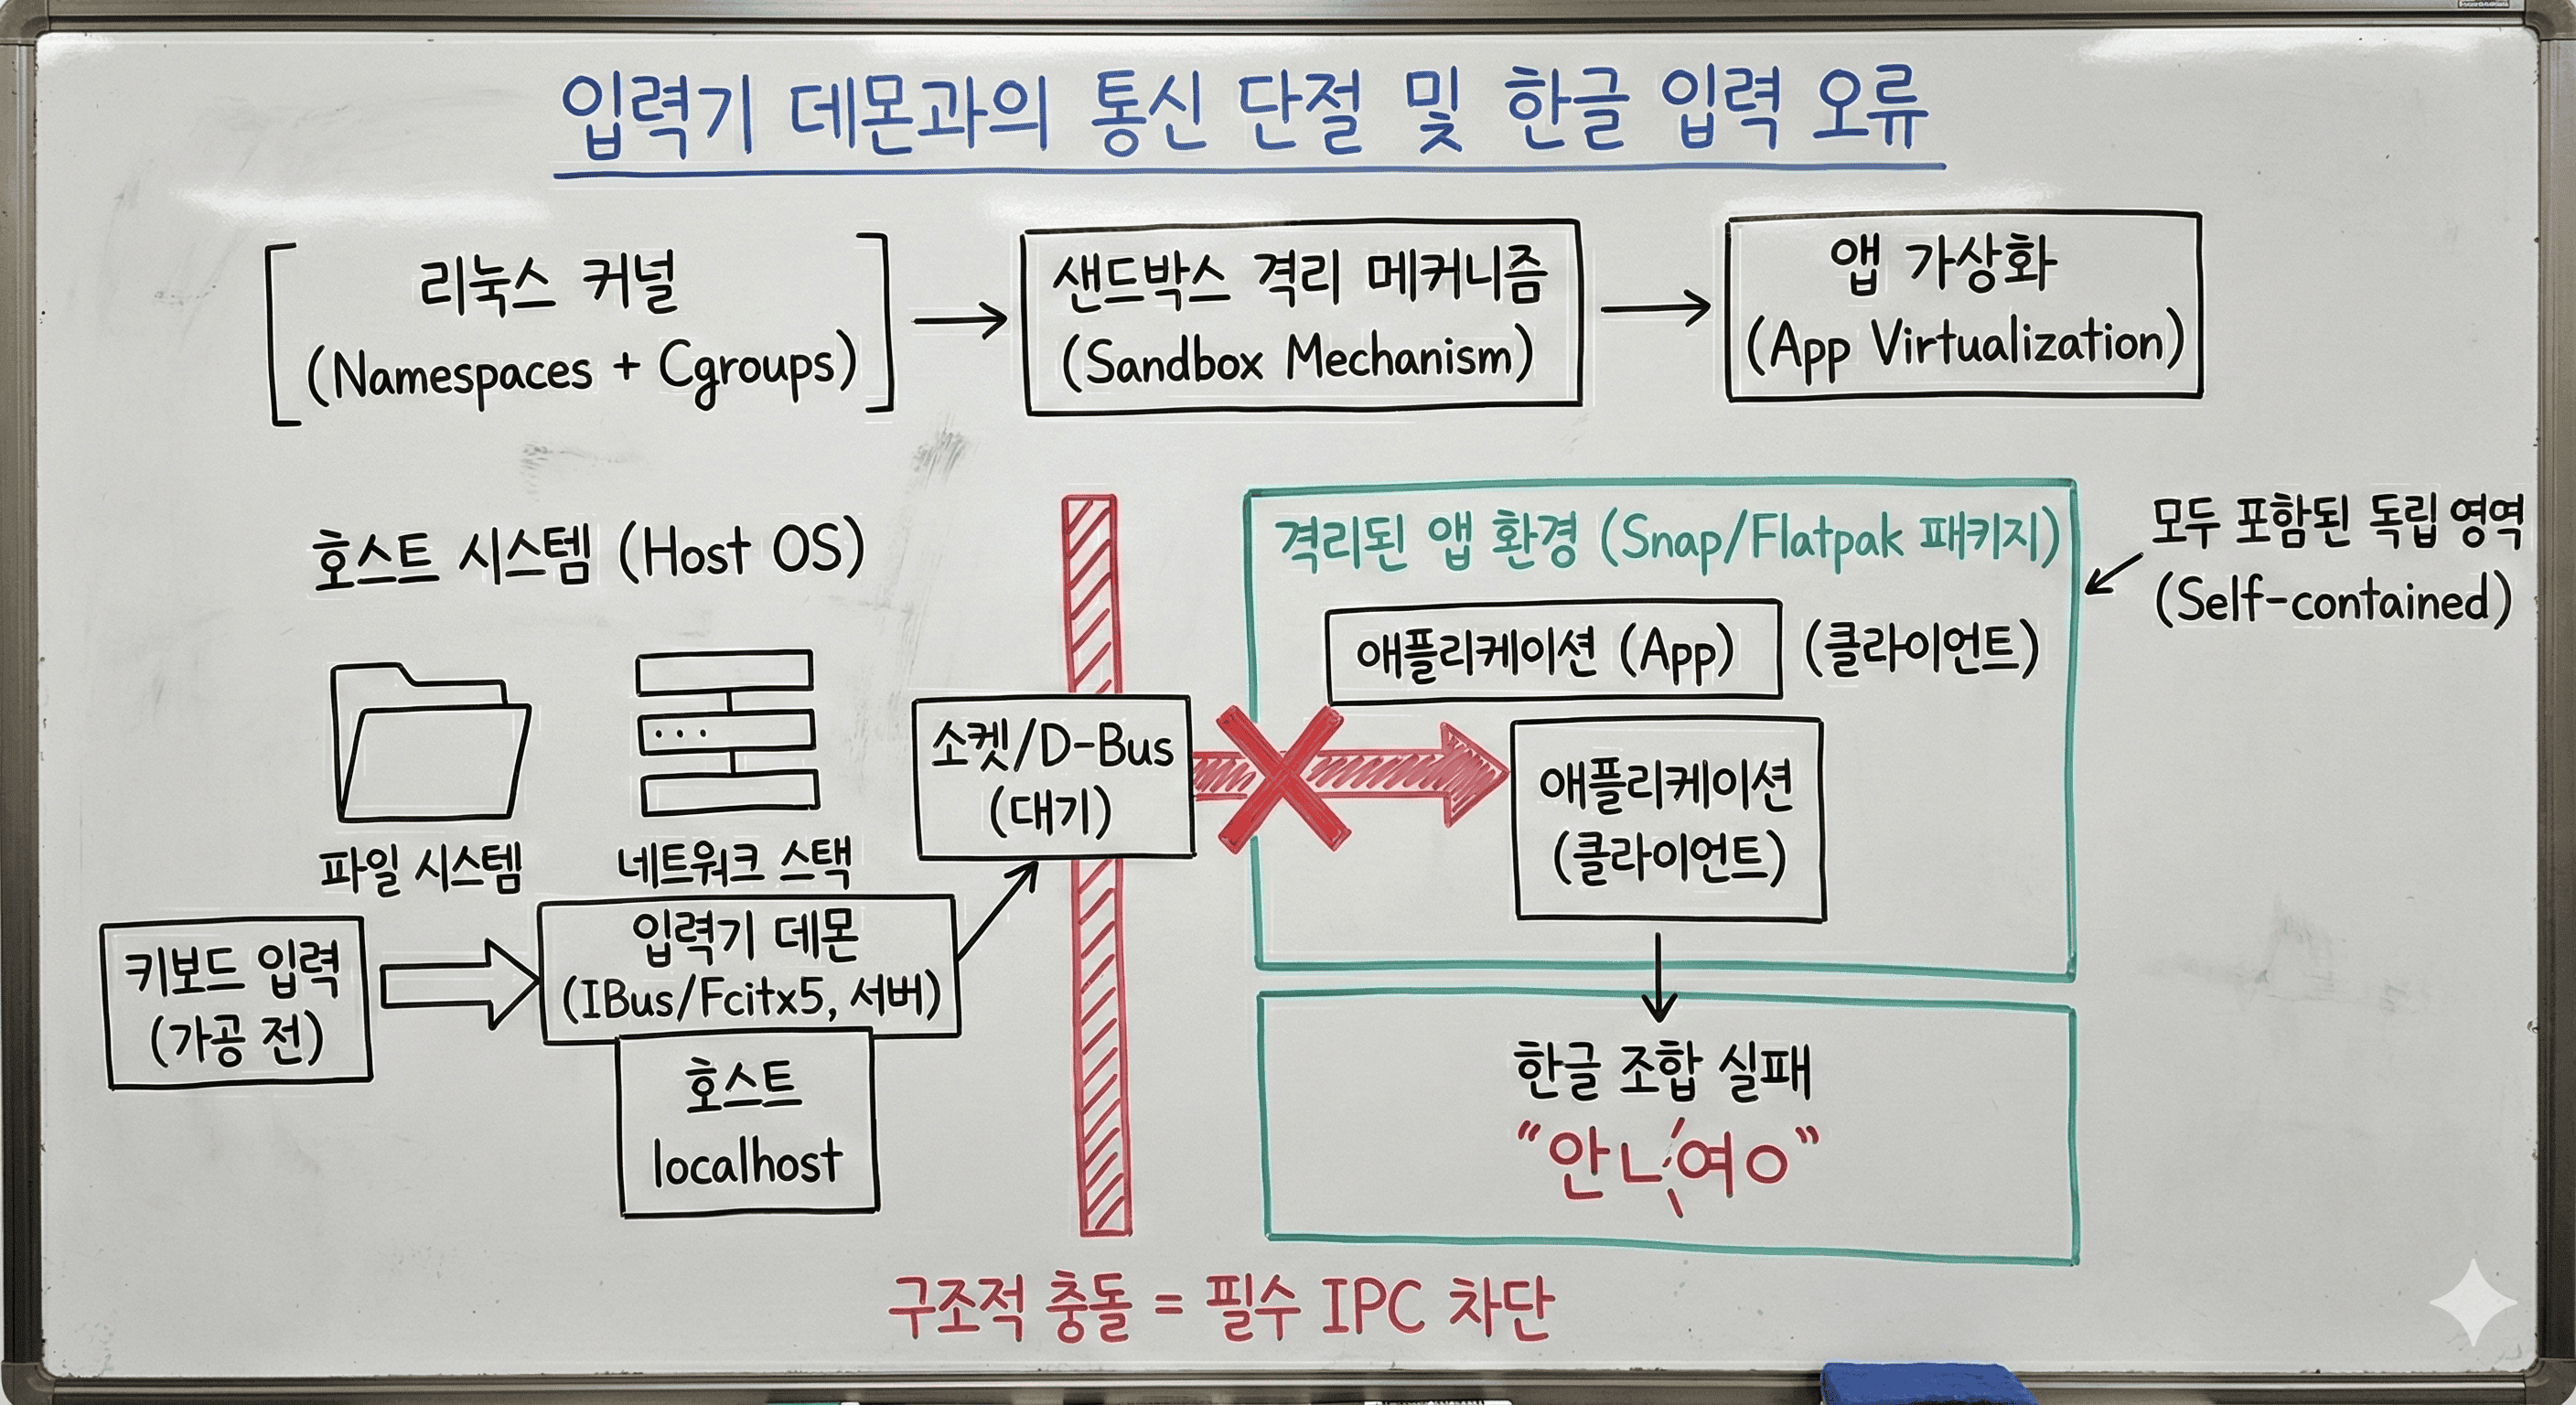 입력기 데몬과의 통신 단절 및 한글 입력 오류
리눅스 커널
(Namespaces + Cgroups)
샌드박스 격리 메커니즘
(Sandbox Mechanism)
앱 가상화
(App Virtualization)
호스트 시스템 (Host OS)
파일 시스템
네트워크 스택
키보드 입력
(가공 전)
입력기 데몬
(IBus/Fcitx5, 서버)
호스트
localhost
소켓/D-Bus
(대기)
격리된 앱 환경 (Snap/Flatpak 패키지)
모두 포함된 독립 영역
(Self-contained)
애플리케이션 (App) (클라이언트)
애플리케이션
(클라이언트)
한글 조합 실패
“안ㄴ여ㅇ”
구조적 충돌 = 필수 IPC 차단